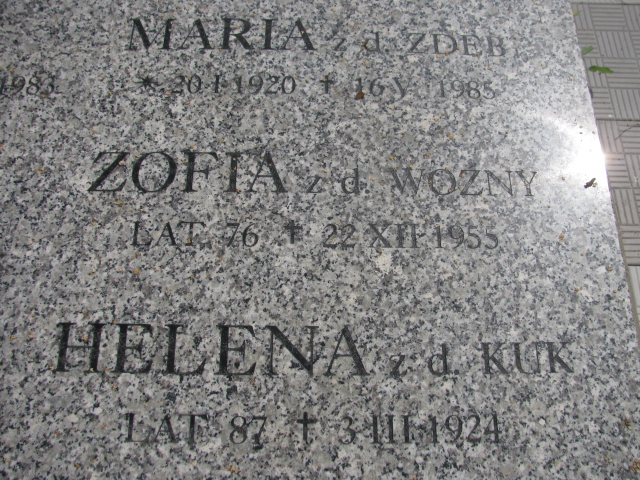 MARIA z d. ZDEB
1983 * 20 I 1920 † 16 V 1985
ZOFIA z d. WOŹNY
LAT 76 † 22 XII 1955
HELENA z d. KUK
LAT 87 † 3 III 1924